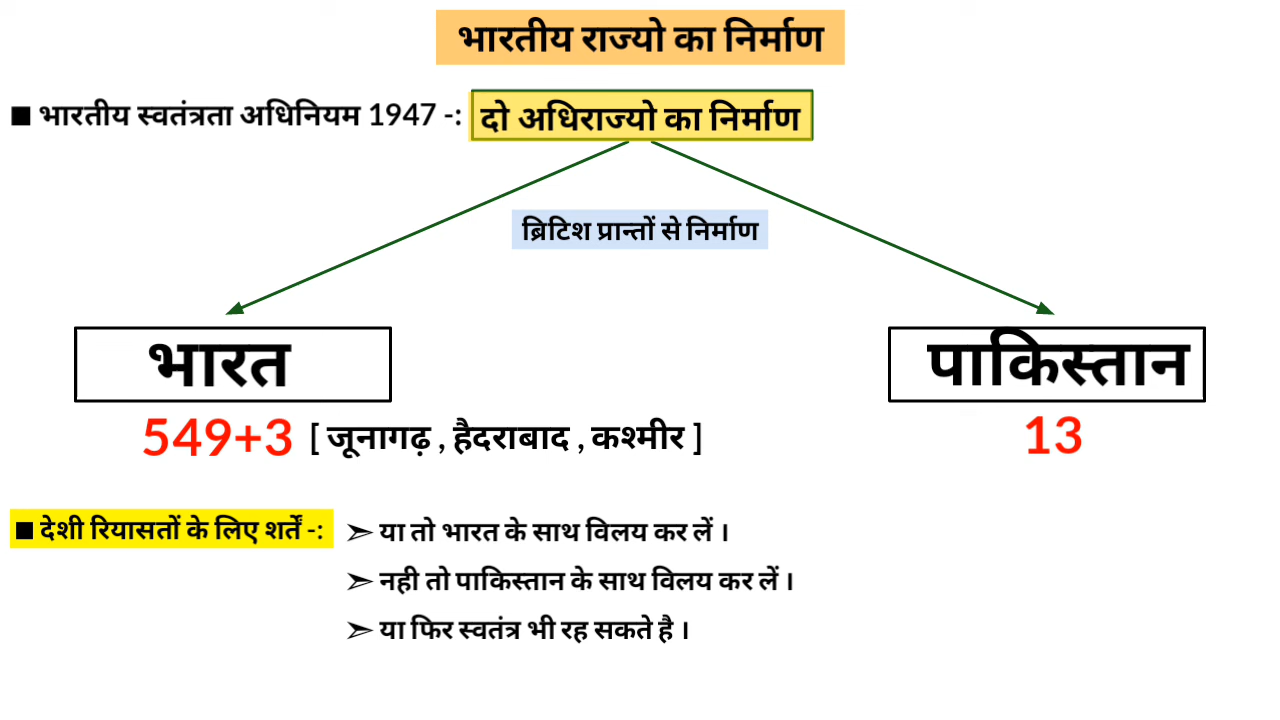 भारतीय राज्यो का निर्माण
■ भारतीय स्वतंत्रता अधिनियम 1947 -: दो अधिराज्यो का निर्माण
ब्रिटिश प्रान्तों से निर्माण
भारत पाकिस्तान
549+3 [ जूनागढ़ , हैदराबाद , कश्मीर ] 13
■ देशी रियासतों के लिए शर्तें -: ➣ या तो भारत के साथ विलय कर लें ।
➣ नही तो पाकिस्तान के साथ विलय कर लें ।
➣ या फिर स्वतंत्र भी रह सकते है ।